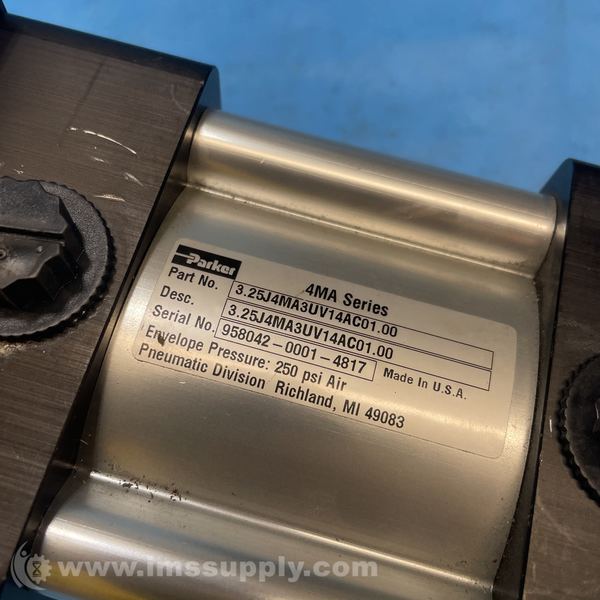 Parker
4MA Series
Part No. 3.25J4MA3UV14AC01.00
Desc. 3.25J4MA3UV14AC01.00
Serial No. 958042-0001-4817 Made In U.S.A.
Envelope Pressure: 250 psi Air
Pneumatic Division Richland, MI 49083
www.imssupply.com/